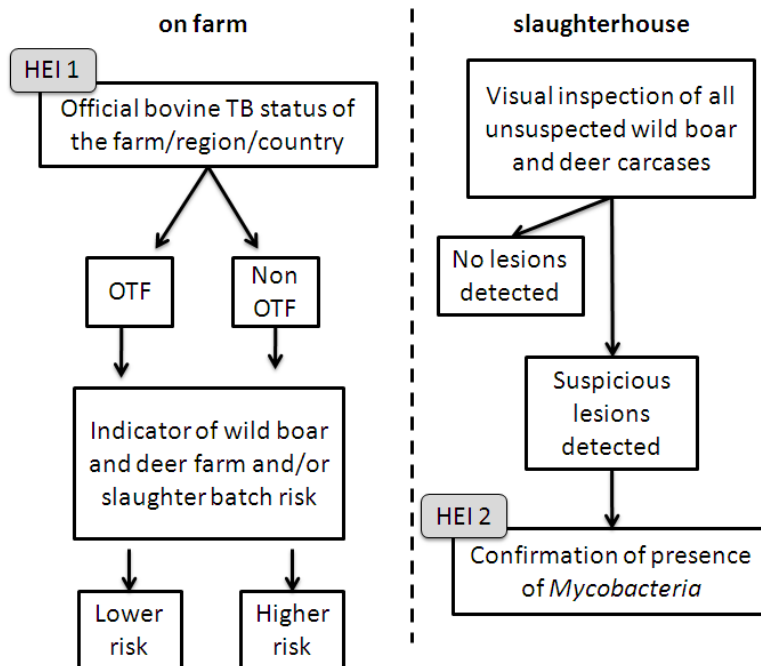 on farm
HEI 1
Official bovine TB status of
the farm/region/country
OTF
Non
OTF
Indicator of wild boar
and deer farm and/or
slaughter batch risk
Lower
risk
Higher
risk
slaughterhouse
Visual inspection of all
unsuspected wild boar
and deer carcases
No lesions
detected
Suspicious
lesions
detected
HEI 2
Confirmation of presence
of Mycobacteria